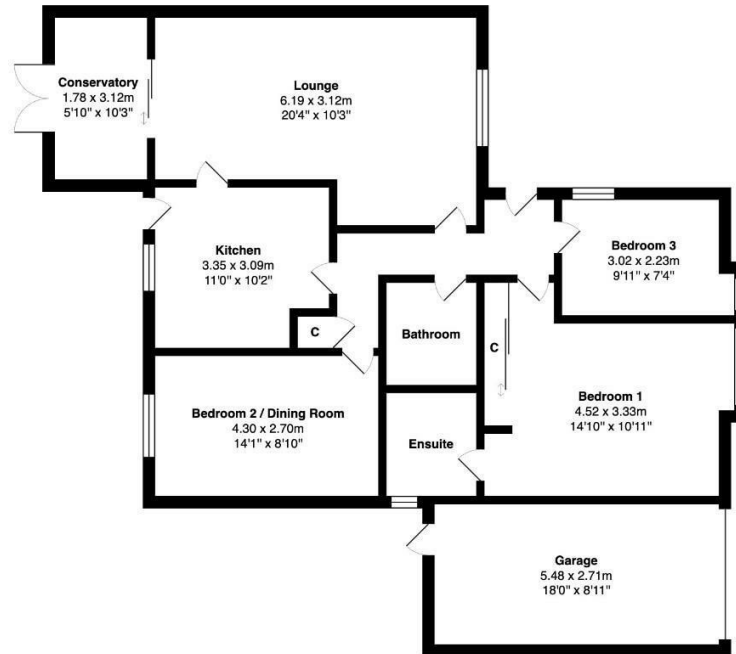 Conservatory
1.78 x 3.12m
5'10" x 10'3"
Lounge
6.19 x 3.12m
20'4" x 10'3"
Kitchen
3.35 x 3.09m
11'0" x 10'2"
Bedroom 3
3.02 x 2.23m
9'11" x 7'4"
C
Bathroom
C
Bedroom 2 / Dining Room
4.30 x 2.70m
14'1" x 8'10"
Ensuite
Bedroom 1
4.52 x 3.33m
14'10" x 10'11"
Garage
5.48 x 2.71m
18'0" x 8'11"